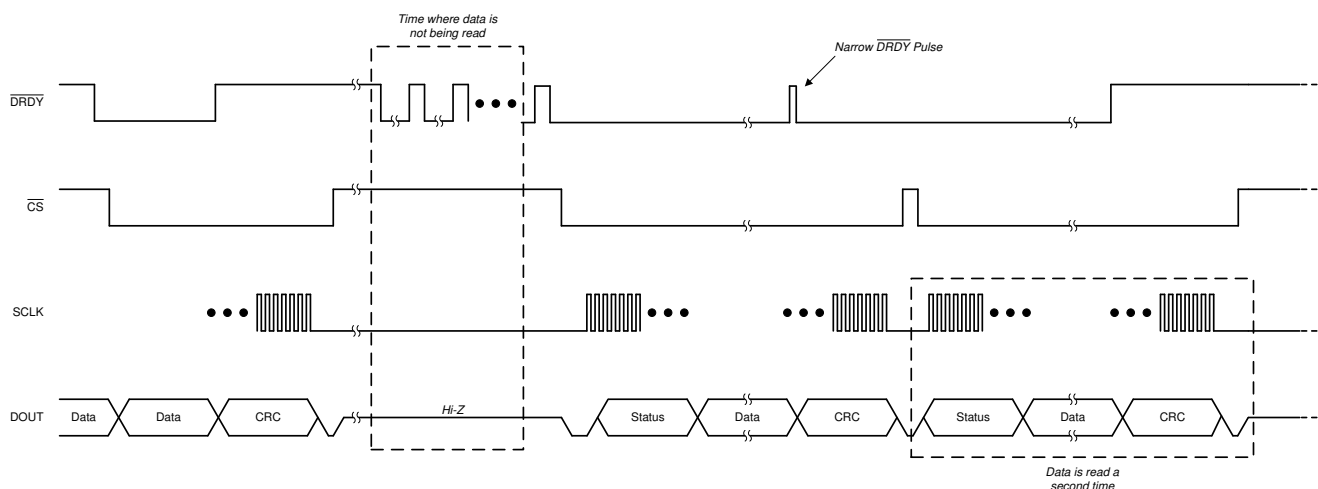 Time where data is
not being read
Narrow DRDY Pulse
DRDY
CS
SCLK
DOUT
Data
Data
CRC
Hi-Z
Status
Data
CRC
Status
Data
CRC
Data is read a
second time